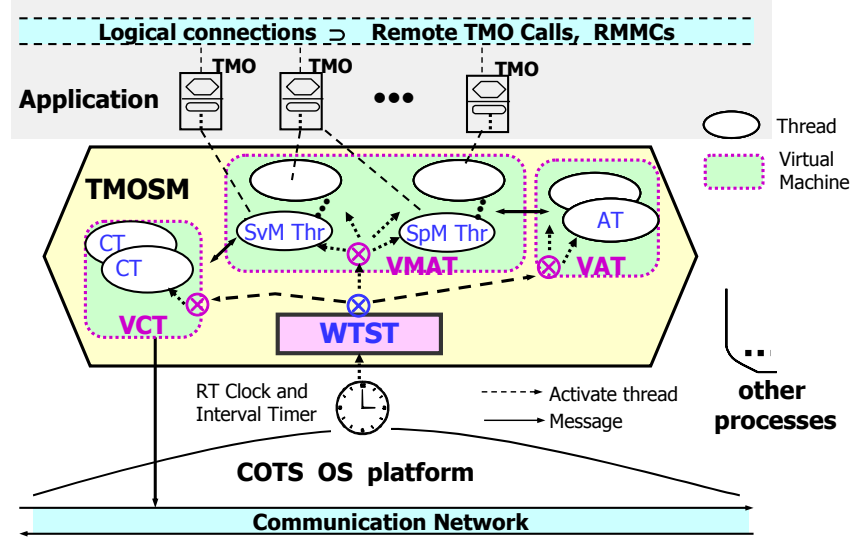 Logical connections ⊃ Remote TMO Calls, RMMCs
TMO
TMO
TMO
Application
•••
Thread
Virtual
Machine
TMOSM
SvM Thr
SpM Thr
AT
CT
CT
VMAT
VAT
VCT
WTST
RT Clock and
Interval Timer
Activate thread
Message
other
processes
COTS OS platform
Communication Network